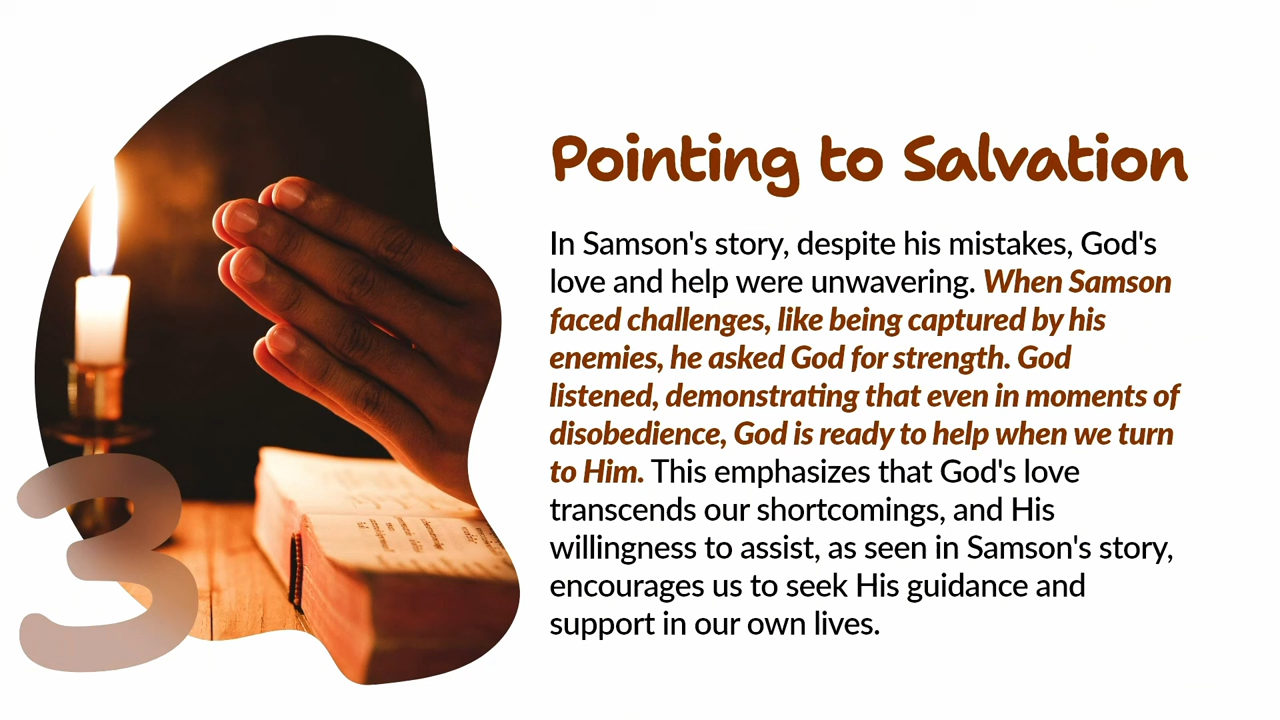 Pointing to Salvation
In Samson's story, despite his mistakes, God's
love and help were unwavering. When Samson
faced challenges, like being captured by his
enemies, he asked God for strength. God
listened, demonstrating that even in moments of
disobedience, God is ready to help when we turn
to Him. This emphasizes that God's love
transcends our shortcomings, and His
willingness to assist, as seen in Samson's story,
encourages us to seek His guidance and
support in our own lives.
3